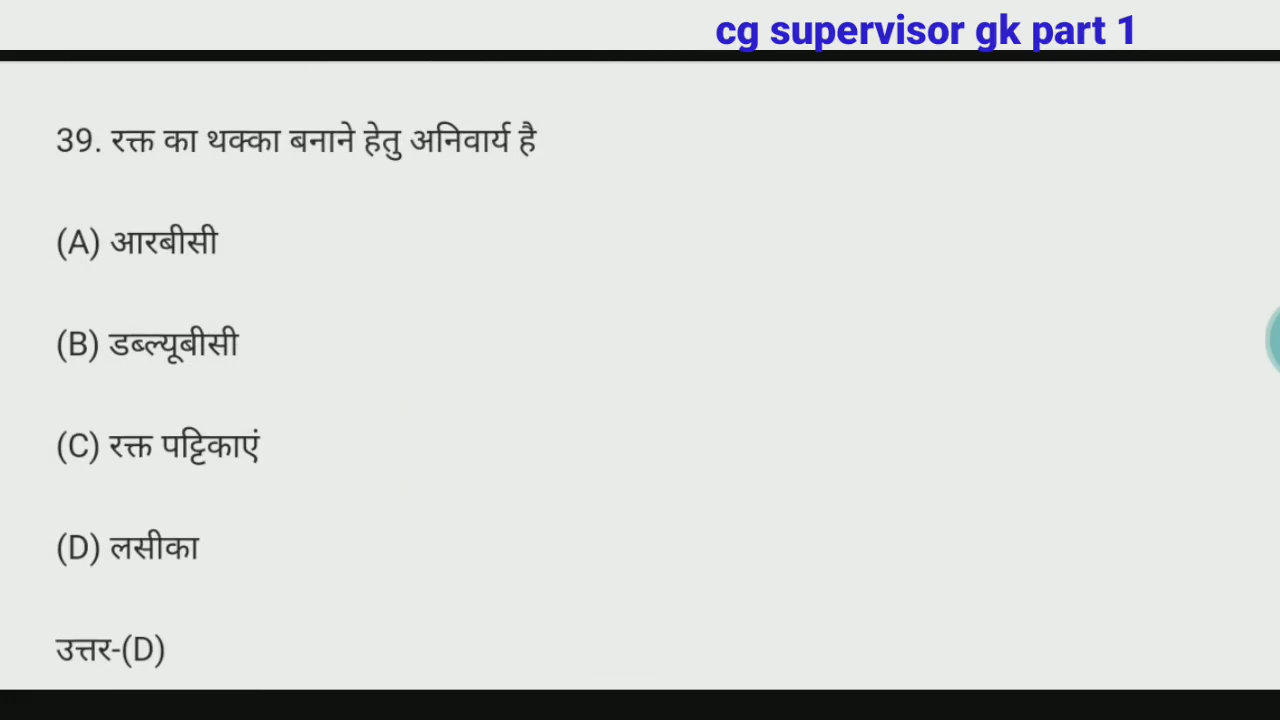 cg supervisor gk part 1
39. रक्त का थक्का बनाने हेतु अनिवार्य है
(A) आरबीसी
(B) डब्ल्यूबीसी
(C) रक्त पट्टिकाएं
(D) लसीका
उत्तर-(D)